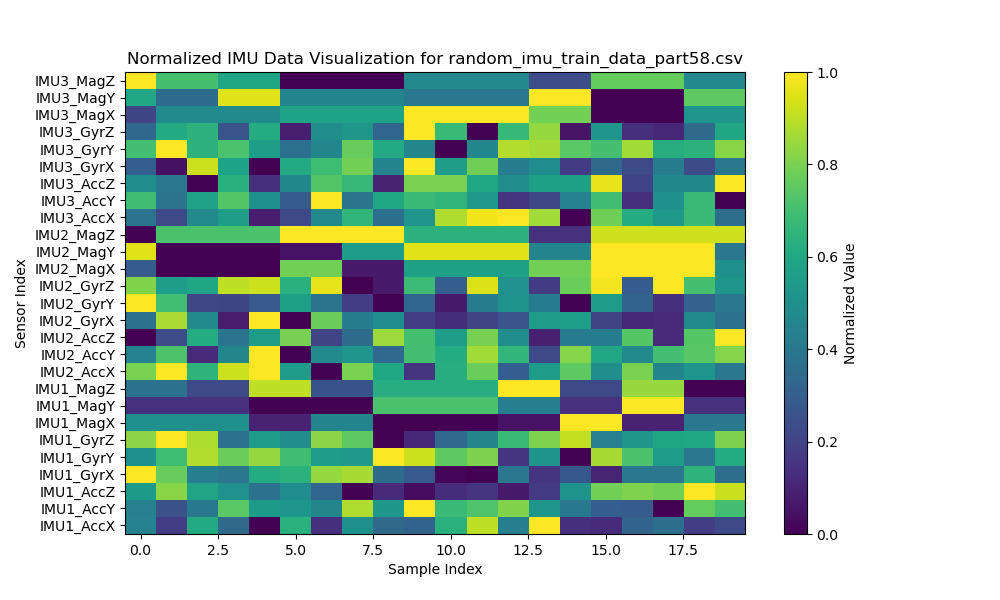 Normalized IMU Data Visualization for random_imu_train_data_part58.csv
IMU3_MagZ
IMU3_MagY
IMU3_MagX
IMU3_GyrZ
IMU3_GyrY
IMU3_GyrX
IMU3_AccZ
IMU3_AccY
IMU3_AccX
IMU2_MagZ
IMU2_MagY
IMU2_MagX
IMU2_GyrZ
IMU2_GyrY
IMU2_GyrX
IMU2_AccZ
IMU2_AccY
IMU2_AccX
IMU1_MagZ
IMU1_MagY
IMU1_MagX
IMU1_GyrZ
IMU1_GyrY
IMU1_GyrX
IMU1_AccZ
IMU1_AccY
IMU1_AccX
Sensor Index
0.0 2.5 5.0 7.5 10.0 12.5 15.0 17.5
Sample Index
1.0
0.8
0.6
0.4
0.2
0.0
Normalized Value